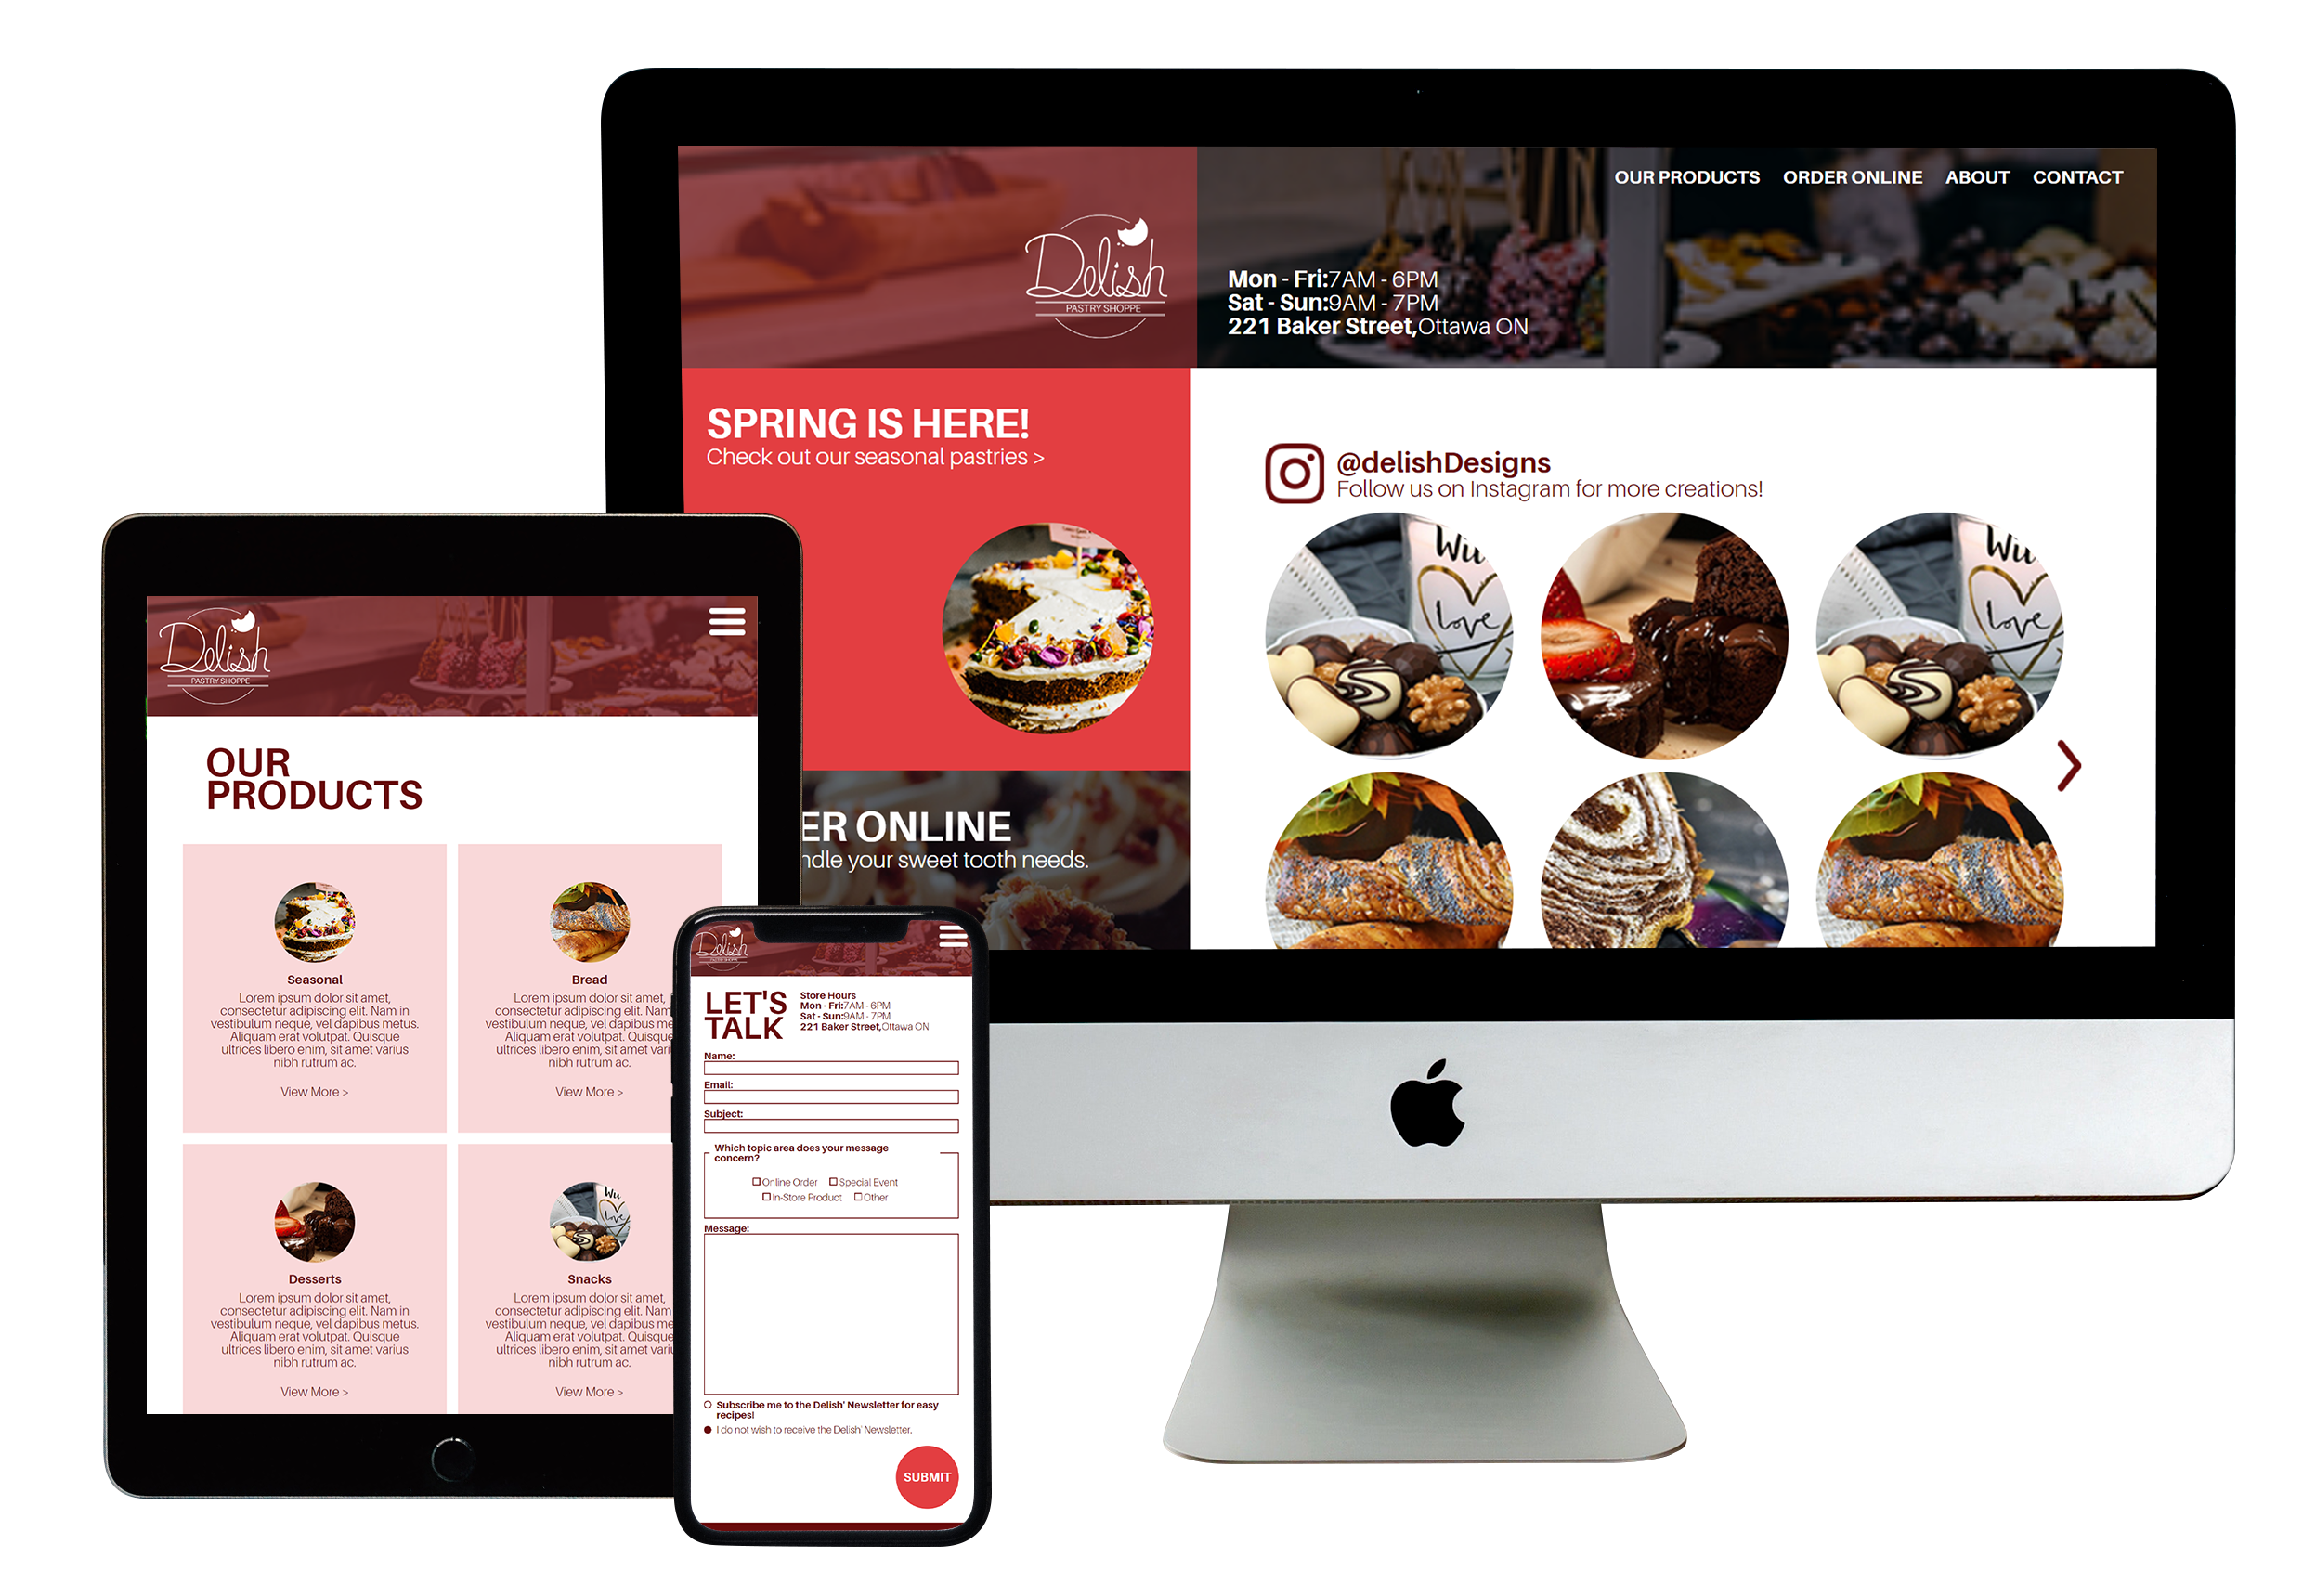 OUR PRODUCTS ORDER ONLINE ABOUT CONTACT
Delish
PASTRY SHOPPE
Mon - Fri:7AM - 6PM
Sat - Sun:9AM - 7PM
221 Baker Street,Ottawa ON
SPRING IS HERE!
Check out our seasonal pastries >
@delishDesigns
Follow us on Instagram for more creations!
love
love
ER ONLINE
ndle your sweet tooth needs.
Delish
PASTRY SHOPPE
OUR
PRODUCTS
Seasonal
Lorem ipsum dolor sit amet,
consectetur adipiscing elit. Nam in
vestibulum neque, vel dapibus metus.
Aliquam erat volutpat. Quisque
ultrices libero enim, sit amet varius
nibh rutrum ac.
View More >
Bread
Lorem ipsum dolor sit amet,
consectetur adipiscing elit. Nam
vestibulum neque, vel dapibus me
Aliquam erat volutpat. Quisque
ultrices libero enim, sit amet vari
nibh rutrum ac.
View More >
Desserts
Lorem ipsum dolor sit amet,
consectetur adipiscing elit. Nam in
vestibulum neque, vel dapibus metus.
Aliquam erat volutpat. Quisque
ultrices libero enim, sit amet varius
nibh rutrum ac.
View More >
love
Snacks
Lorem ipsum dolor sit amet,
consectetur adipiscing elit. Nam
vestibulum neque, vel dapibus me
Aliquam erat volutpat. Quisque
ultrices libero enim, sit amet vari
nibh rutrum ac.
View More >
Delish
PASTRY SHOPPE
LET'S
TALK
Store Hours
Mon - Fri:7AM - 6PM
Sat - Sun:9AM - 7PM
221 Baker Street,Ottawa ON
Name:
Email:
Subject:
Which topic area does your message
concern?
Online Order Special Event
In-Store Product Other
Message:
Subscribe me to the Delish' Newsletter for easy
recipes!
I do not wish to receive the Delish' Newsletter.
SUBMIT